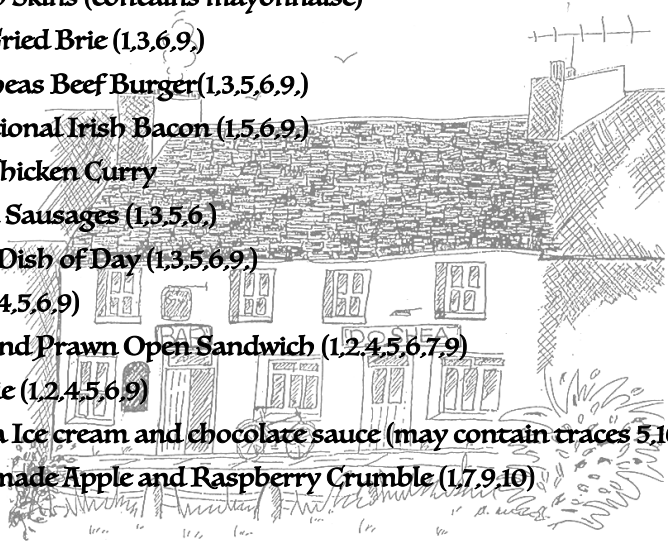 Skins (contains mayonnaise)
Fried Brie (1,3,6,9,)
peas Beef Burger(1,3,5,6,9,)
tional Irish Bacon (1,5,6,9,)
hicken Curry
Sausages (1,3,5,6,)
Dish of Day (1,3,5,6,9,)
4,5,6,9)
nd Prawn Open Sandwich (1,2.4,5,6,7,9)
ie (1,2,4,5,6,9)
a Ice cream and chocolate sauce (may contain traces 5,10
made Apple and Raspberry Crumble (1,7,9,10)
BAR
O SHEA